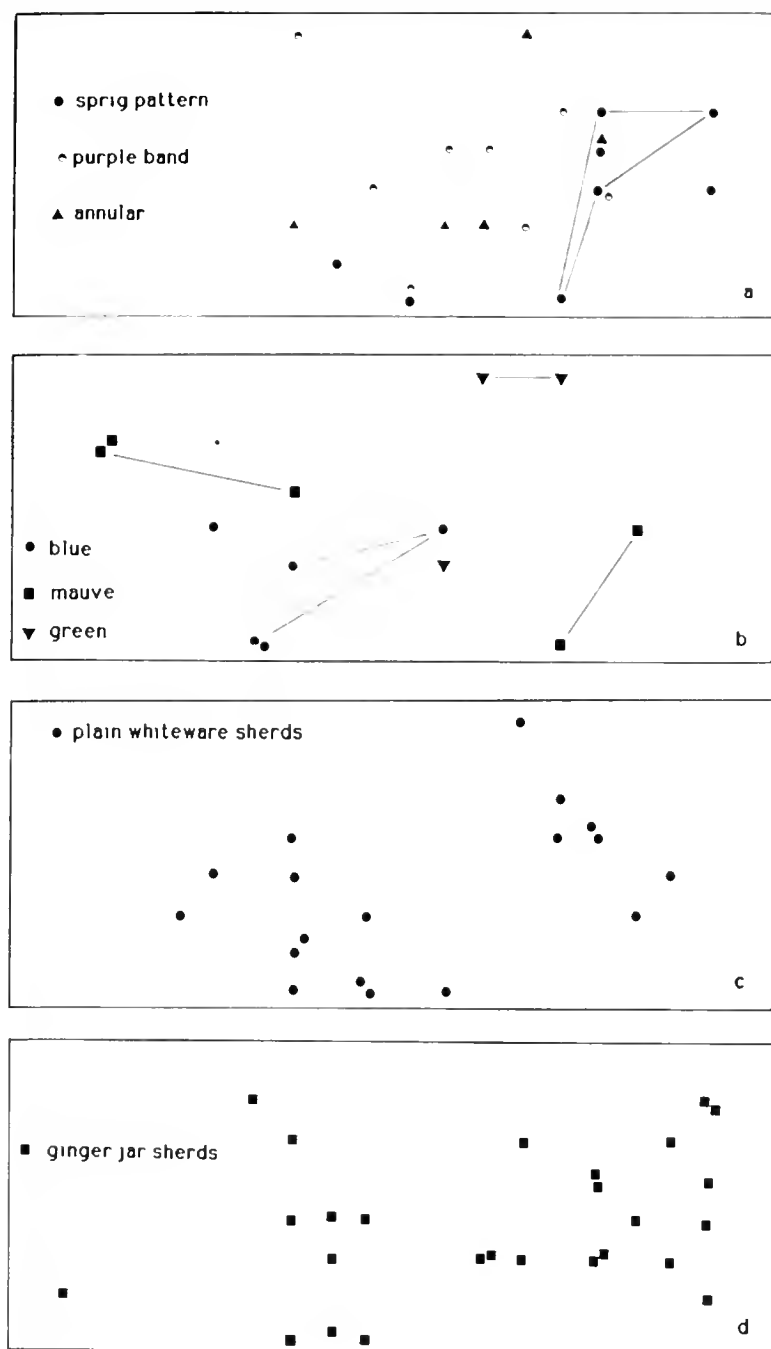 sprig pattern
purple band
annular
a
blue
mauve
green
b
plain whiteware sherds
c
ginger jar sherds
d